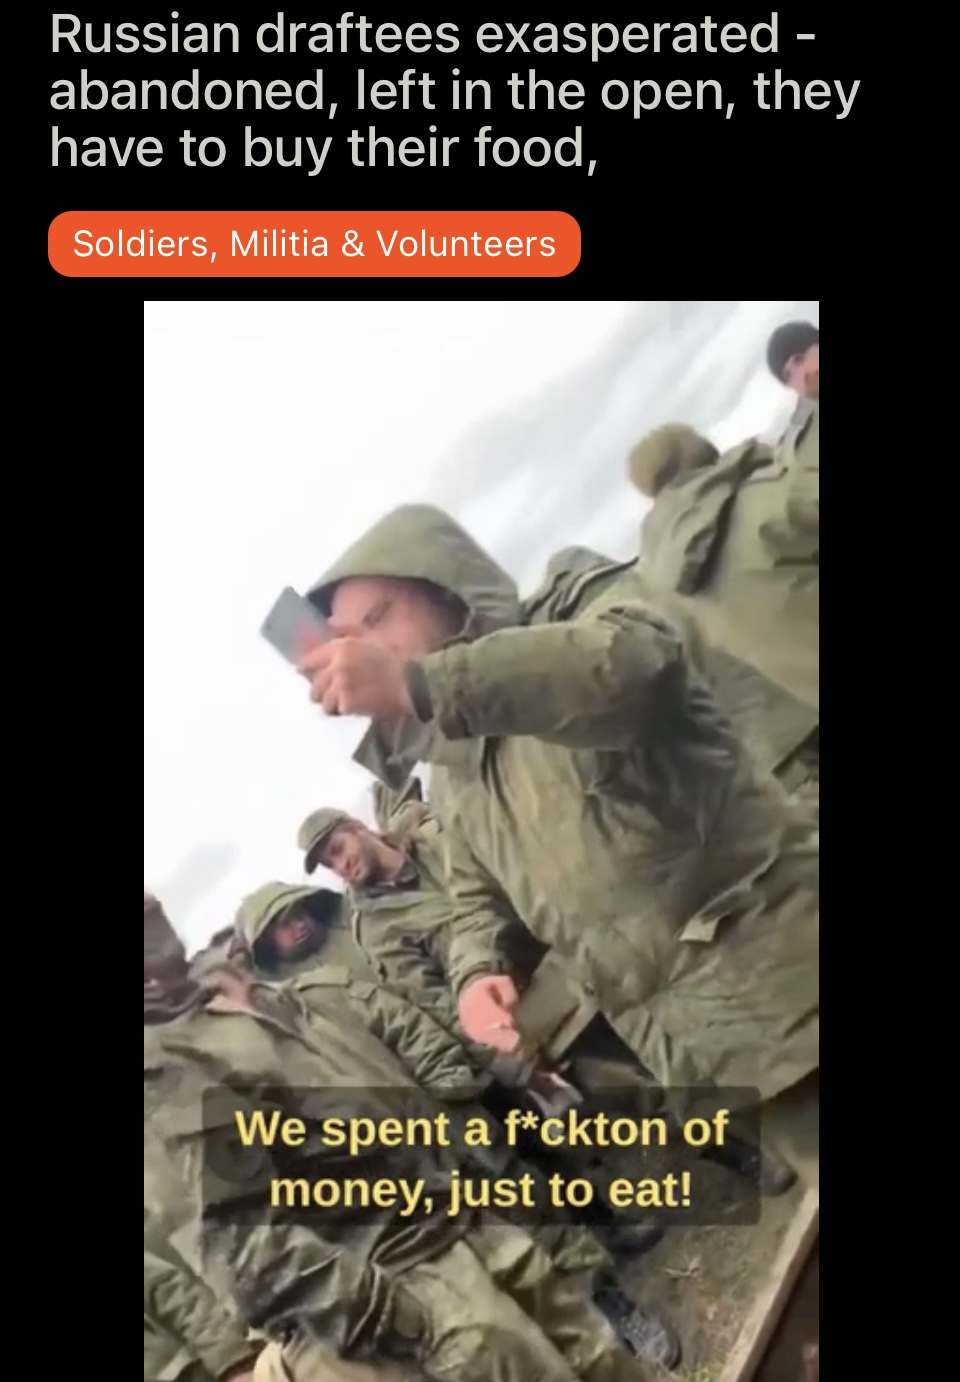 Russian draftees exasperated -
abandoned, left in the open, they
have to buy their food,
Soldiers, Militia & Volunteers
We spent a f*ckton of
money, just to eat!